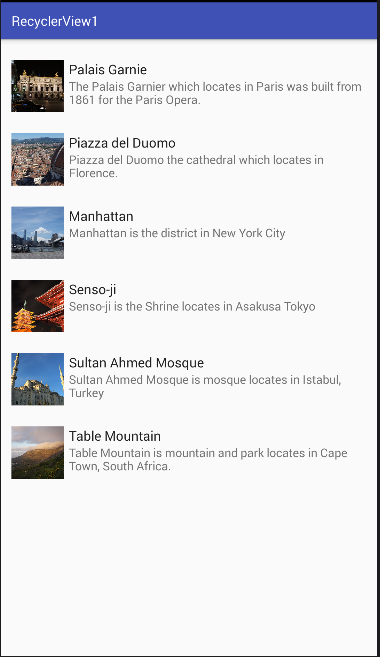 RecyclerView1
Palais Garnie
The Palais Garnier which locates in Paris was built from
1861 for the Paris Opera.
Piazza del Duomo
Piazza del Duomo the cathedral which locates in
Florence.
Manhattan
Manhattan is the district in New York City
Senso-ji
Senso-ji is the Shrine locates in Asakusa Tokyo
Sultan Ahmed Mosque
Sultan Ahmed Mosque is mosque locates in Istabul,
Turkey
Table Mountain
Table Mountain is mountain and park locates in Cape
Town, South Africa.